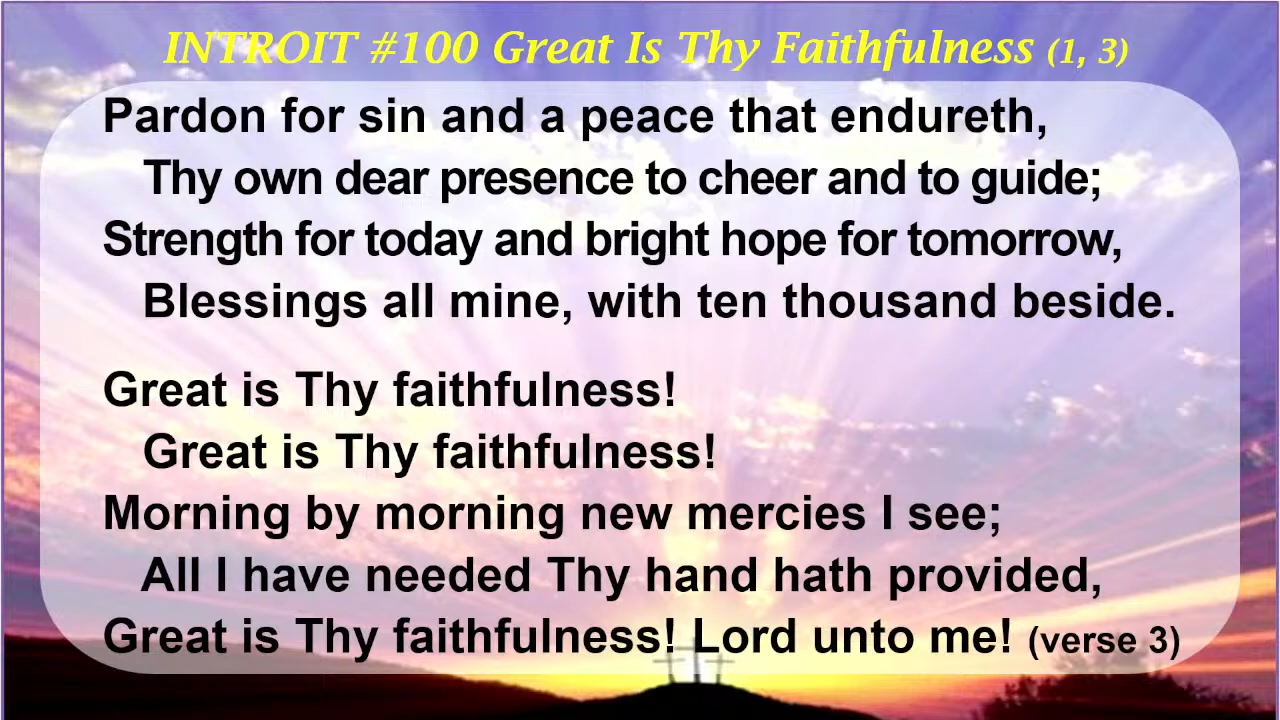 INTROIT #100 Great Is Thy Faithfulness (1, 3)
Pardon for sin and a peace that endureth,
Thy own dear presence to cheer and to guide;
Strength for today and bright hope for tomorrow,
Blessings all mine, with ten thousand beside.
Great is Thy faithfulness!
Great is Thy faithfulness!
Morning by morning new mercies I see;
All I have needed Thy hand hath provided,
Great is Thy faithfulness! Lord unto me! (verse 3)